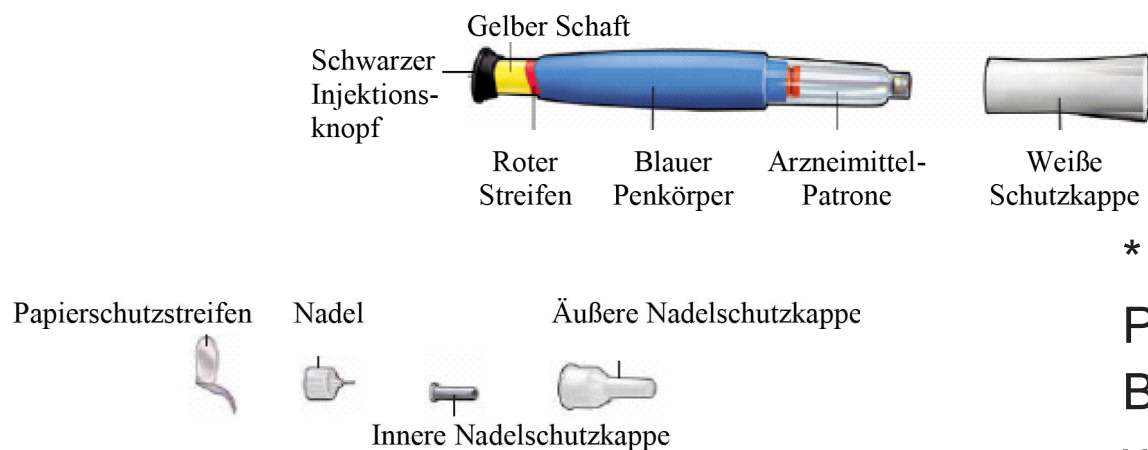 Gelber Schaft
Schwarzer
Injektions-
knopf
Roter
Streifen
Blauer
Penkörper
Arzneimittel-
Patrone
Weiße
Schutzkappe
*
P
B
Papierschutzstreifen
Nadel
Äußere Nadelschutzkappe
Innere Nadelschutzkappe